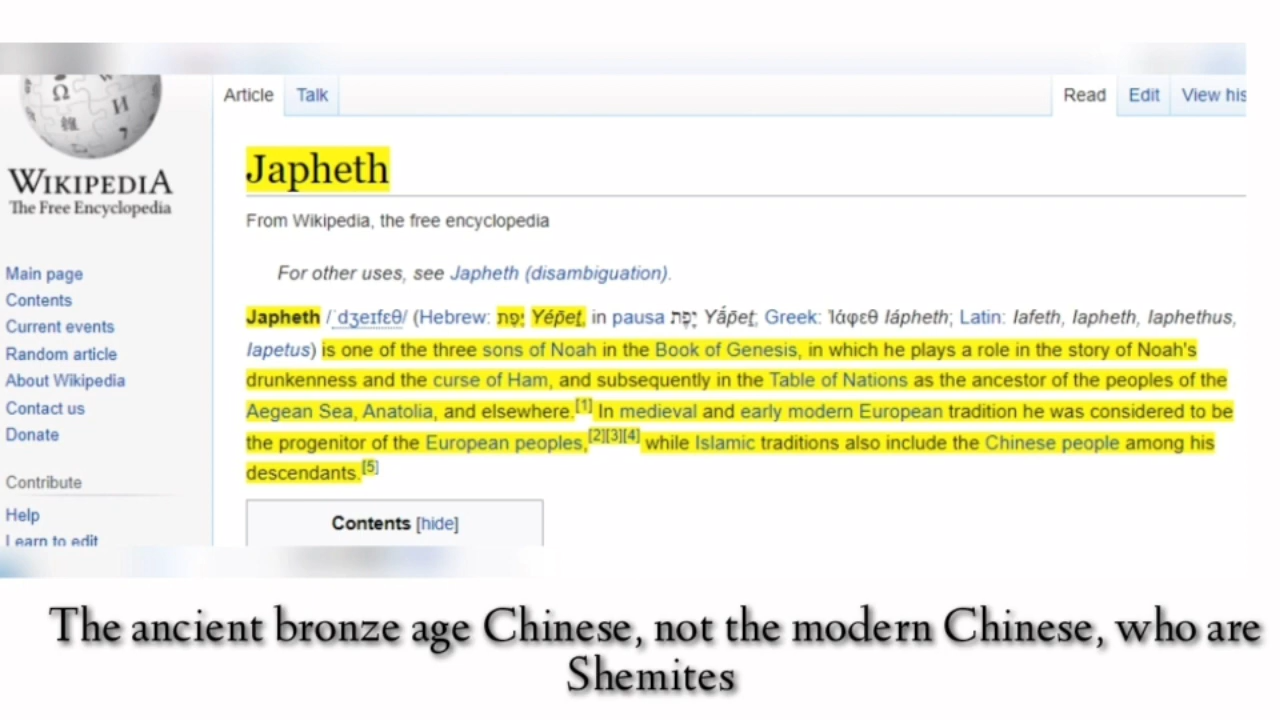 Article Talk Read Edit View his
Japheth
WIKIPEDIA
The Free Encyclopedia
From Wikipedia, the free encyclopedia
Main page
For other uses, see Japheth (disambiguation).
Contents
Current events
Japheth /ˈdʒeɪfɛθ/ (Hebrew: יֶפֶת Yép̄eṯ, in pausa יָפֶת Yā́p̄eṯ; Greek: Ἰάφεθ Iápheth; Latin: Iafeth, Iapheth, Iaphethus,
Random article
Iapetus) is one of the three sons of Noah in the Book of Genesis, in which he plays a role in the story of Noah's
About Wikipedia
drunkenness and the curse of Ham, and subsequently in the Table of Nations as the ancestor of the peoples of the
Contact us
Aegean Sea, Anatolia, and elsewhere.[1] In medieval and early modern European tradition he was considered to be
Donate
the progenitor of the European peoples,[2][3][4] while Islamic traditions also include the Chinese people among his
descendants.[5]
Contribute
Help
Contents [hide]
Learn to edit
The ancient bronze age Chinese, not the modern Chinese, who are
Shemites